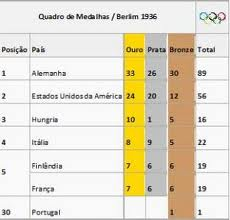 Quadro de Medalhas / Berlim 1936
Posição País Ouro Prata Bronze Total
1 Alemanha 33 26 30 89
2 Estados Unidos da América 24 20 12 56
3 Hungria 10 1 5 16
4 Itália 8 9 5 22
5 Finlândia 7 6 6 19
França 7 6 6 19
30 Portugal 1 1